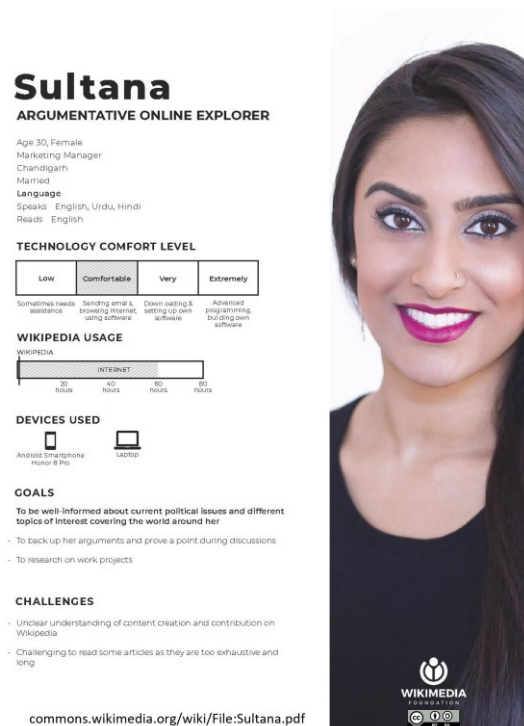 Sultana
ARGUMENTATIVE ONLINE EXPLORER
Age 30, Female
Marketing Manager
Chandigarh
Married
Language
Speaks English, Urdu, Hindi
Reads English
TECHNOLOGY COMFORT LEVEL
Low Comfortable Very Extremely
Sometimes needs assistance
Sending emails, browsing Internet, using software
Downloading & setting up own software
Advanced programming, building own software
WIKIPEDIA USAGE
WIKIPEDIA
INTERNET
20 hours 40 hours 60 hours 80 hours
DEVICES USED
Android Smartphone
Honor 8 Pro
Laptop
GOALS
To be well-informed about current political issues and different
topics of interest covering the world around her
- To back up her arguments and prove a point during discussions
- To research on work projects
CHALLENGES
- Unclear understanding of content creation and contribution on
Wikipedia
- Challenging to read some articles as they are too exhaustive and
long
WIKIMEDIA
FOUNDATION
cc
commons.wikimedia.org/wiki/File:Sultana.pdf